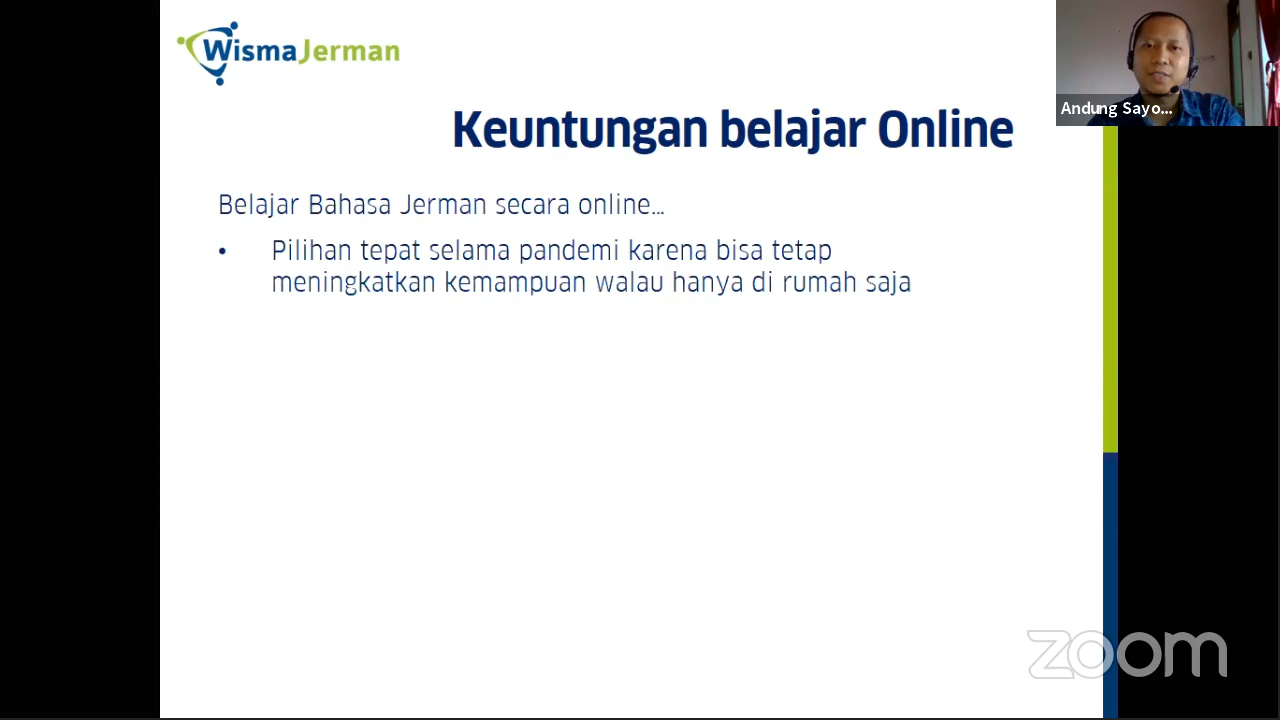 WismaJerman
Andung Sayo...
Keuntungan belajar Online
Belajar Bahasa Jerman secara online...
• Pilihan tepat selama pandemi karena bisa tetap
meningkatkan kemampuan walau hanya di rumah saja
zoom